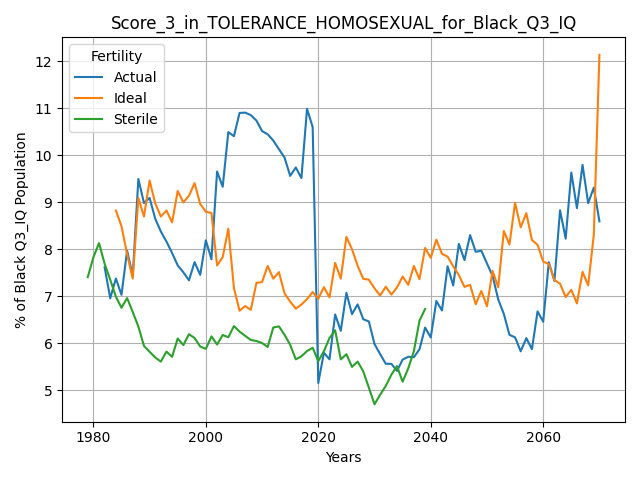 Score_3_in_TOLERANCE_HOMOSEXUAL_for_Black_Q3_IQ
Fertility
Actual
Ideal
Sterile
% of Black Q3_IQ Population
12
11
10
9
8
7
6
5
1980 2000 2020 2040 2060
Years